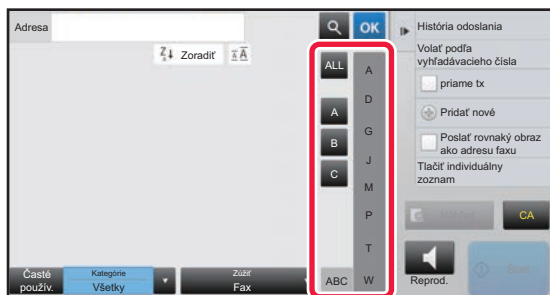 Adresa
OK
Zoradiť
ALL
A
B
C
ABC
A
D
G
J
M
P
T
W
História odoslania
Volať podľa
vyhľadávacieho čísla
priame tx
Pridať nové
Poslať rovnaký obraz
ako adresu faxu
Tlačiť individuálny
zoznam
CA
Reprod.
Štart
Časté
použív.
Kategórie
Všetky
Zúžiť
Fax